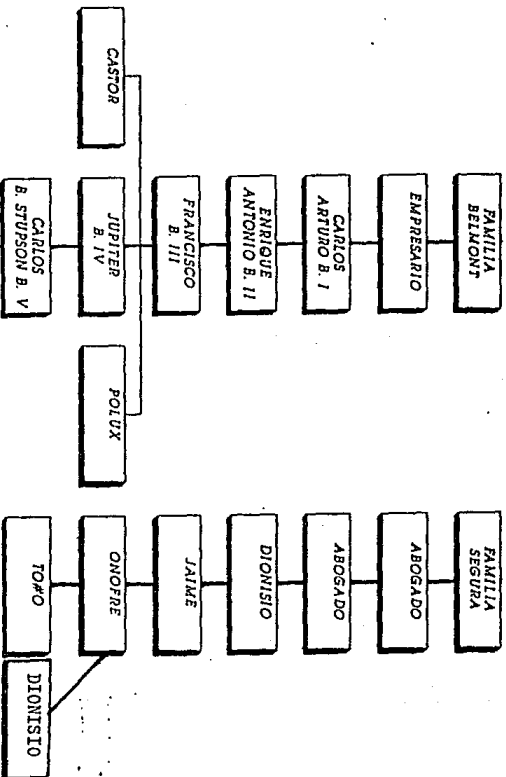 FAMILIA
BELMONT
EMPRESARIO
CARLOS
ARTURO B. I
ENRIQUE
ANTONIO B. II
FRANCISCO
B. III
CASTOR
JUPITER
B. IV
POLUX
CARLOS
B. STUPSON B. V
FAMILIA
SEGURA
ABOGADO
ABOGADO
DIONISIO
JAIME
ONOFRE
TO#O
DIONISIO